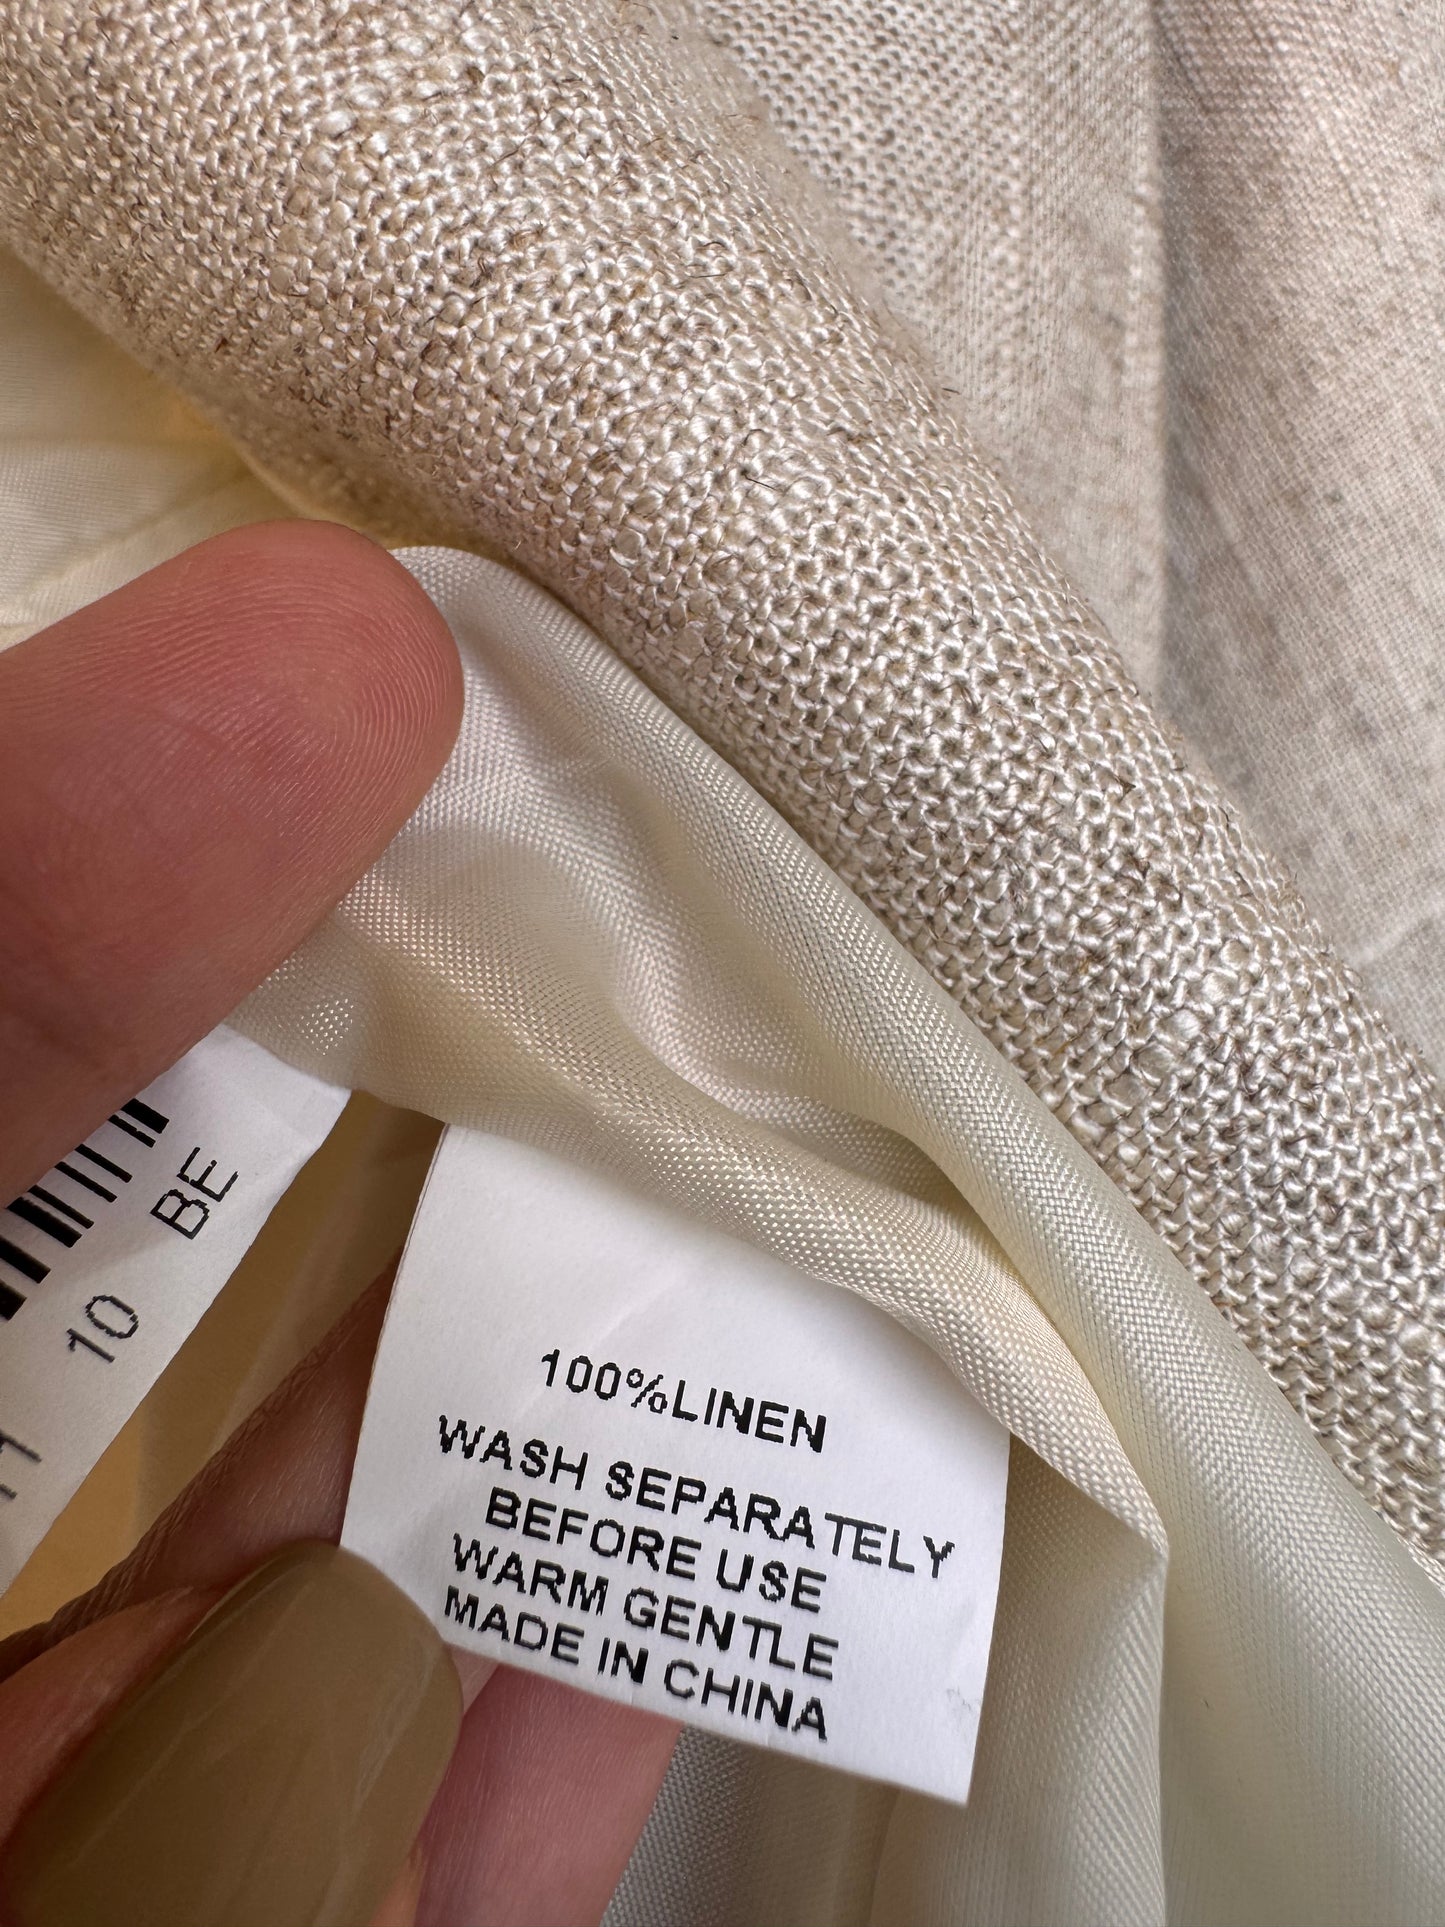 100%LINEN
WASH SEPARATELY
BEFORE USE
WARM GENTLE
MADE IN CHINA
10 BE